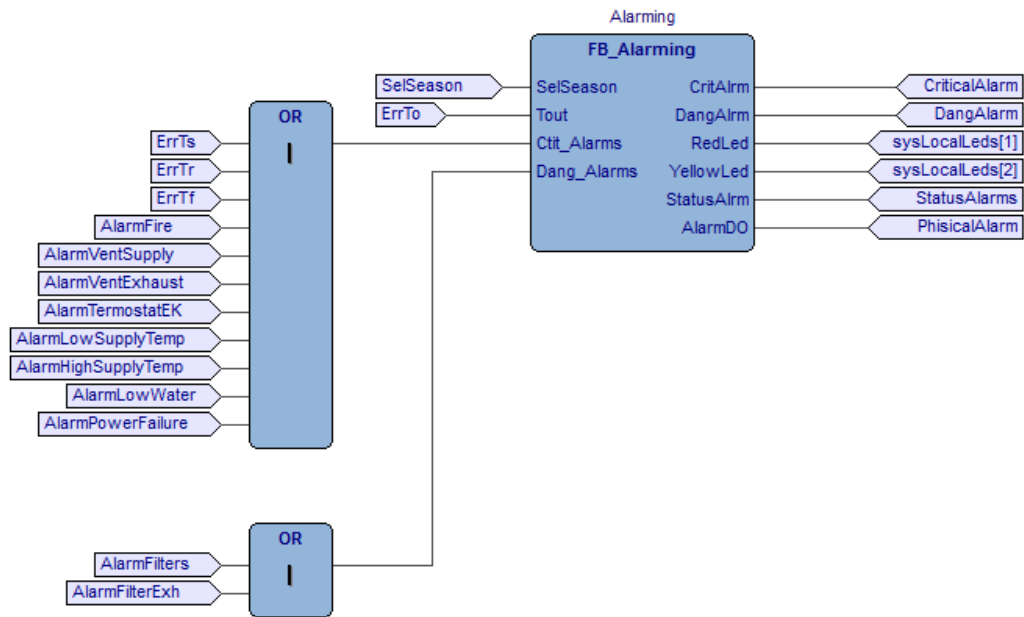 Alarming
FB_Alarming
SelSeason SelSeason CritAlrm CriticalAlarm
ErrTo Tout DangAlrm DangAlarm
OR
ErrTs Ctit_Alarms RedLed sysLocalLeds[1]
ErrTr Dang_Alarms YellowLed sysLocalLeds[2]
ErrTf StatusAlrm StatusAlarms
AlarmFire AlarmDO PhisicalAlarm
AlarmVentSupply
AlarmVentExhaust
AlarmTermostatEK
AlarmLowSupplyTemp
AlarmHighSupplyTemp
AlarmLowWater
AlarmPowerFailure
OR
AlarmFilters
AlarmFilterExh